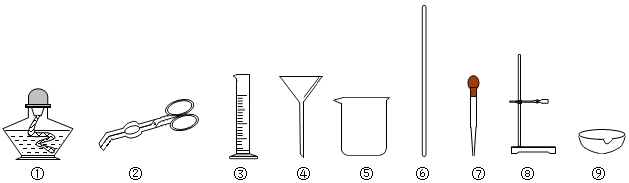 ① ② ③ ④ ⑤ ⑥ ⑦ ⑧ ⑨